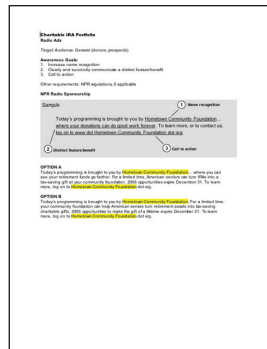 Charitable IRA Portfolio
Radio Ads
Target Audience: General (donors, prospects)
Awareness Goals:
1. Increase name recognition
2. Clearly and succinctly communicate a distinct feature/benefit
3. Call to action
Other requirements: NPR regulations, if applicable
NPR Radio Sponsorship
Sample
1 Name recognition
Today's programming is brought to you by Hometown Community Foundation...
where your donations can do good work forever. To learn more, or to contact us,
log on to www dot Hometown Community Foundation dot org.
2 Distinct feature/benefit
3 Call to action
OPTION A
Today's programming is brought to you by Hometown Community Foundation... where you can
see your retirement funds go farther. For a limited time, American seniors can turn IRAs into a
tax-saving gift at your community foundation. 2006 opportunities expire December 31. To learn
more, log on to Hometown Community Foundation dot org.
OPTION B
Today's programming is brought to you by Hometown Community Foundation. For a limited time,
your community foundation can help American seniors turn retirement assets into tax-saving
charitable gifts. 2006 opportunities to make the gift of a lifetime expire December 31. To learn
more, log on to Hometown Community Foundation dot org.